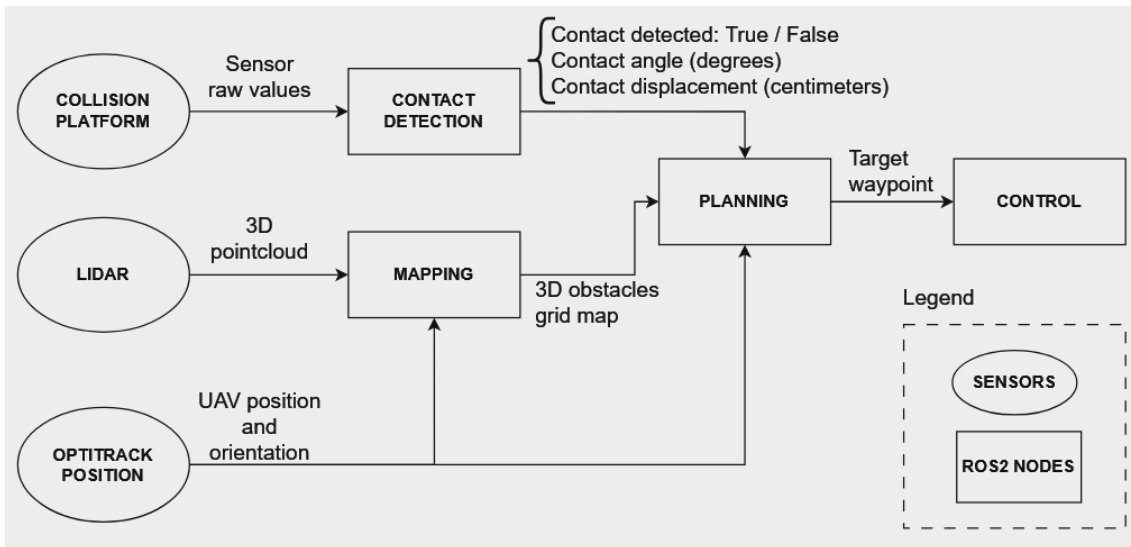 Contact detected: True / False
Contact angle (degrees)
Contact displacement (centimeters)
Sensor
raw values
COLLISION
PLATFORM
CONTACT
DETECTION
PLANNING
Target
waypoint
CONTROL
3D
pointcloud
LIDAR
MAPPING
3D obstacles
grid map
UAV position
and
orientation
OPTITRACK
POSITION
Legend
SENSORS
ROS2 NODES